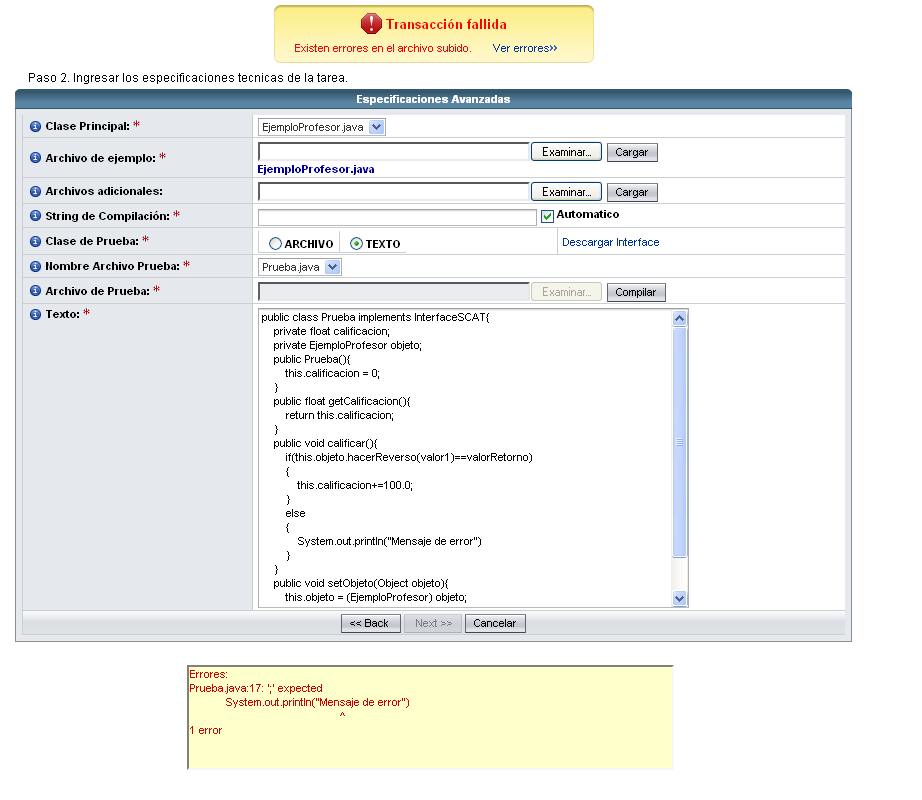 Transacción fallida
Existen errores en el archivo subido. Ver errores»
Paso 2. Ingresar los especificaciones tecnicas de la tarea.
Especificaciones Avanzadas
Clase Principal: * EjemploProfesor.java
Archivo de ejemplo: * Examinar... Cargar
EjemploProfesor.java
Archivos adicionales: Examinar... Cargar
String de Compilación: * Automatico
Clase de Prueba: * ARCHIVO TEXTO Descargar Interface
Nombre Archivo Prueba: * Prueba.java
Archivo de Prueba: * Examinar... Compilar
Texto: *
public class Prueba implements InterfaceSCAT{
private float calificacion;
private EjemploProfesor objeto;
public Prueba(){
this.calificacion = 0;
}
public float getCalificacion(){
return this.calificacion;
}
public void calificar(){
if(this.objeto.hacerReverso(valor1)==valorRetorno)
{
this.calificacion+=100.0;
}
else
{
System.out.println("Mensaje de error")
}
}
public void setObjeto(Object objeto){
this.objeto = (EjemploProfesor) objeto;
<< Back Next >> Cancelar
Errores:
Prueba.java:17: ';' expected
System.out.println("Mensaje de error")
^
1 error